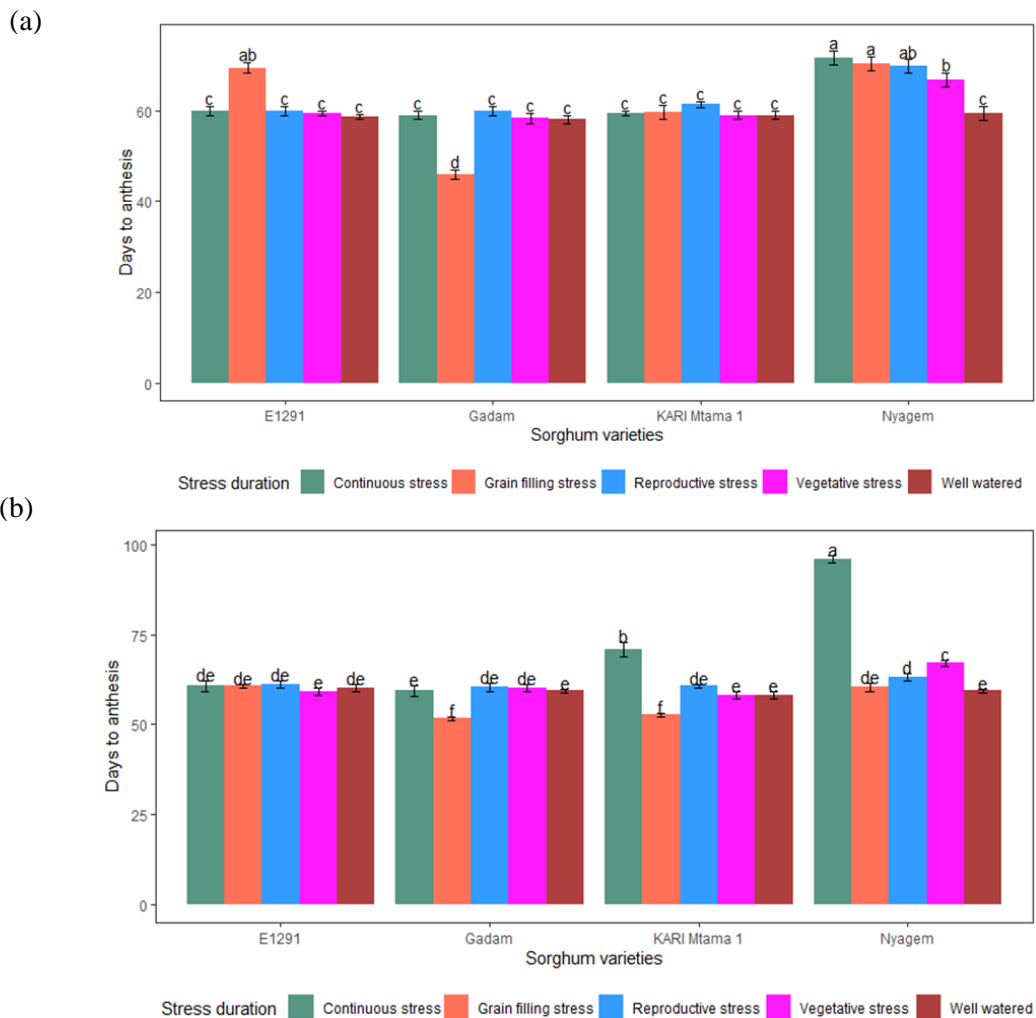 (a)
Days to anthesis
60
40
20
0
c ab c c c
c d c c c
c c c c c
a a ab b c
E1291 Gadam KARI Mtama 1 Nyagem
Sorghum varieties
Stress duration Continuous stress Grain filling stress Reproductive stress Vegetative stress Well watered
(b)
Days to anthesis
100
75
50
25
0
de de de e de
e f de de e
b f de e e
a de d c e
E1291 Gadam KARI Mtama 1 Nyagem
Sorghum varieties
Stress duration Continuous stress Grain filling stress Reproductive stress Vegetative stress Well watered